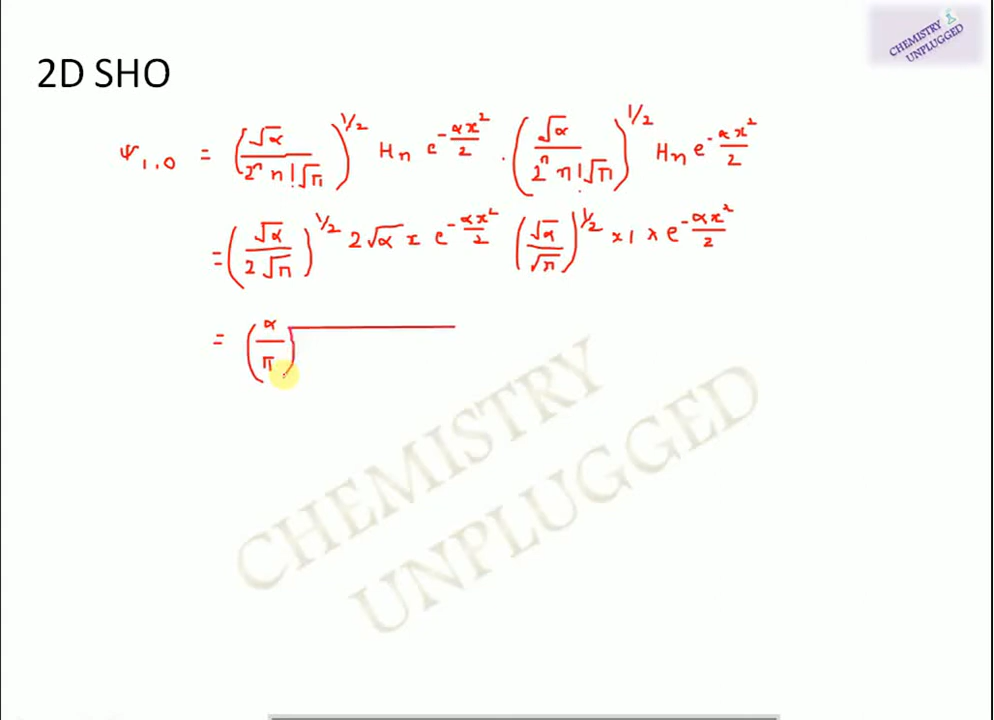 CHEMISTRY
UNPLUGGED
2D SHO
Ψ₁,₀ = (√α / 2ⁿ n!√π)^1/2 Hn e^-αx²/2 . (√α / 2ⁿ n!√π)^1/2 Hn e^-αx²/2
= (√α / 2√π)^1/2 2√α x e^-αx²/2 (√α / √π)^1/2 ×1 × e^-αx²/2
= (α / π)
CHEMISTRY
UNPLUGGED